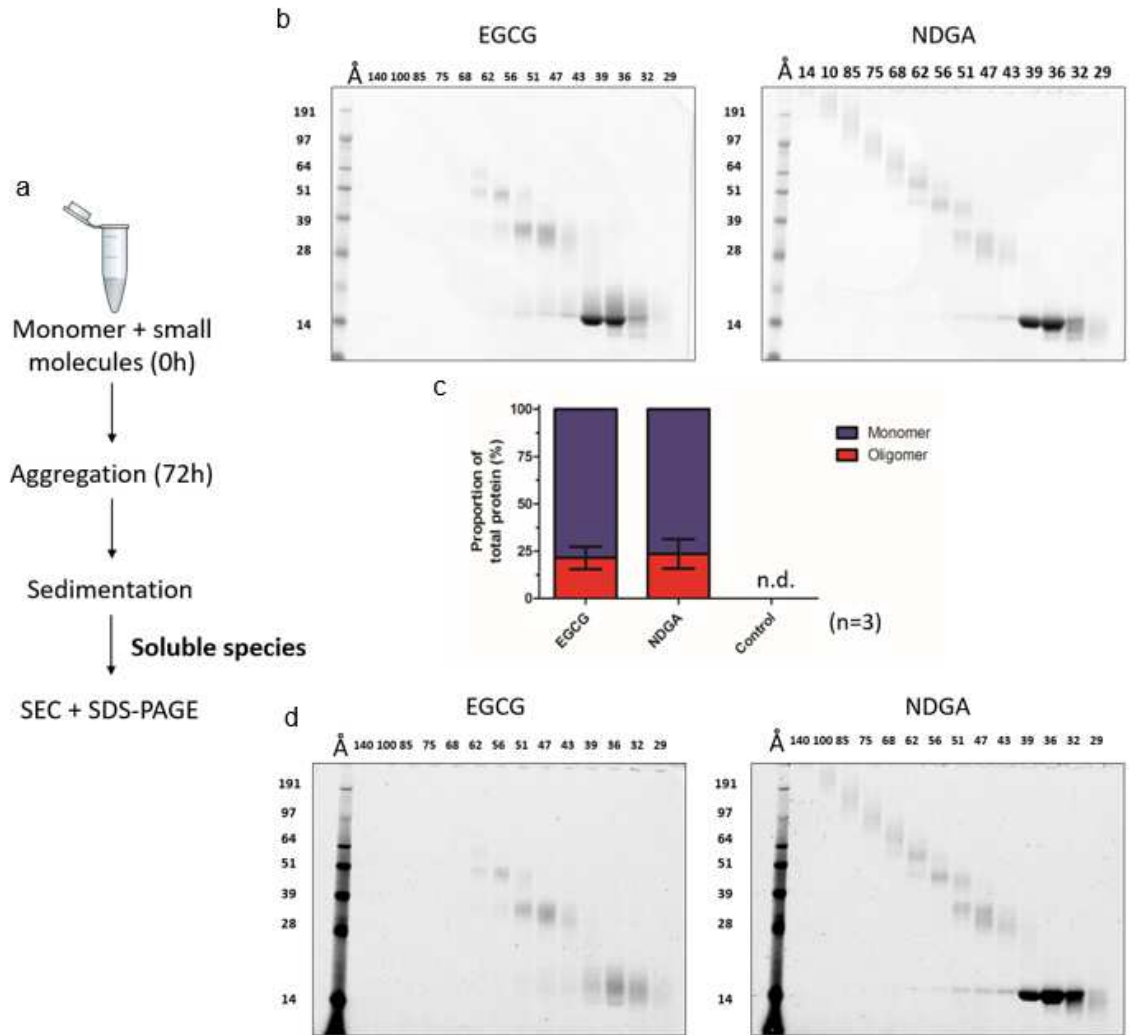 a
Monomer + small
molecules (0h)
Aggregation (72h)
Sedimentation
Soluble species
SEC + SDS-PAGE
b
EGCG
Å 140 100 85 75 68 62 56 51 47 43 39 36 32 29
191
97
64
51
39
28
14
NDGA
Å 14 10 85 75 68 62 56 51 47 43 39 36 32 29
191
97
64
51
39
28
14
c
Proportion of
total protein (%)
100
75
50
25
0
EGCG
NDGA
Control
n.d.
(n=3)
Monomer
Oligomer
d
EGCG
Å 140 100 85 75 68 62 56 51 47 43 39 36 32 29
191
97
64
51
39
28
14
NDGA
Å 140 100 85 75 68 62 56 51 47 43 39 36 32 29
191
97
64
51
39
28
14